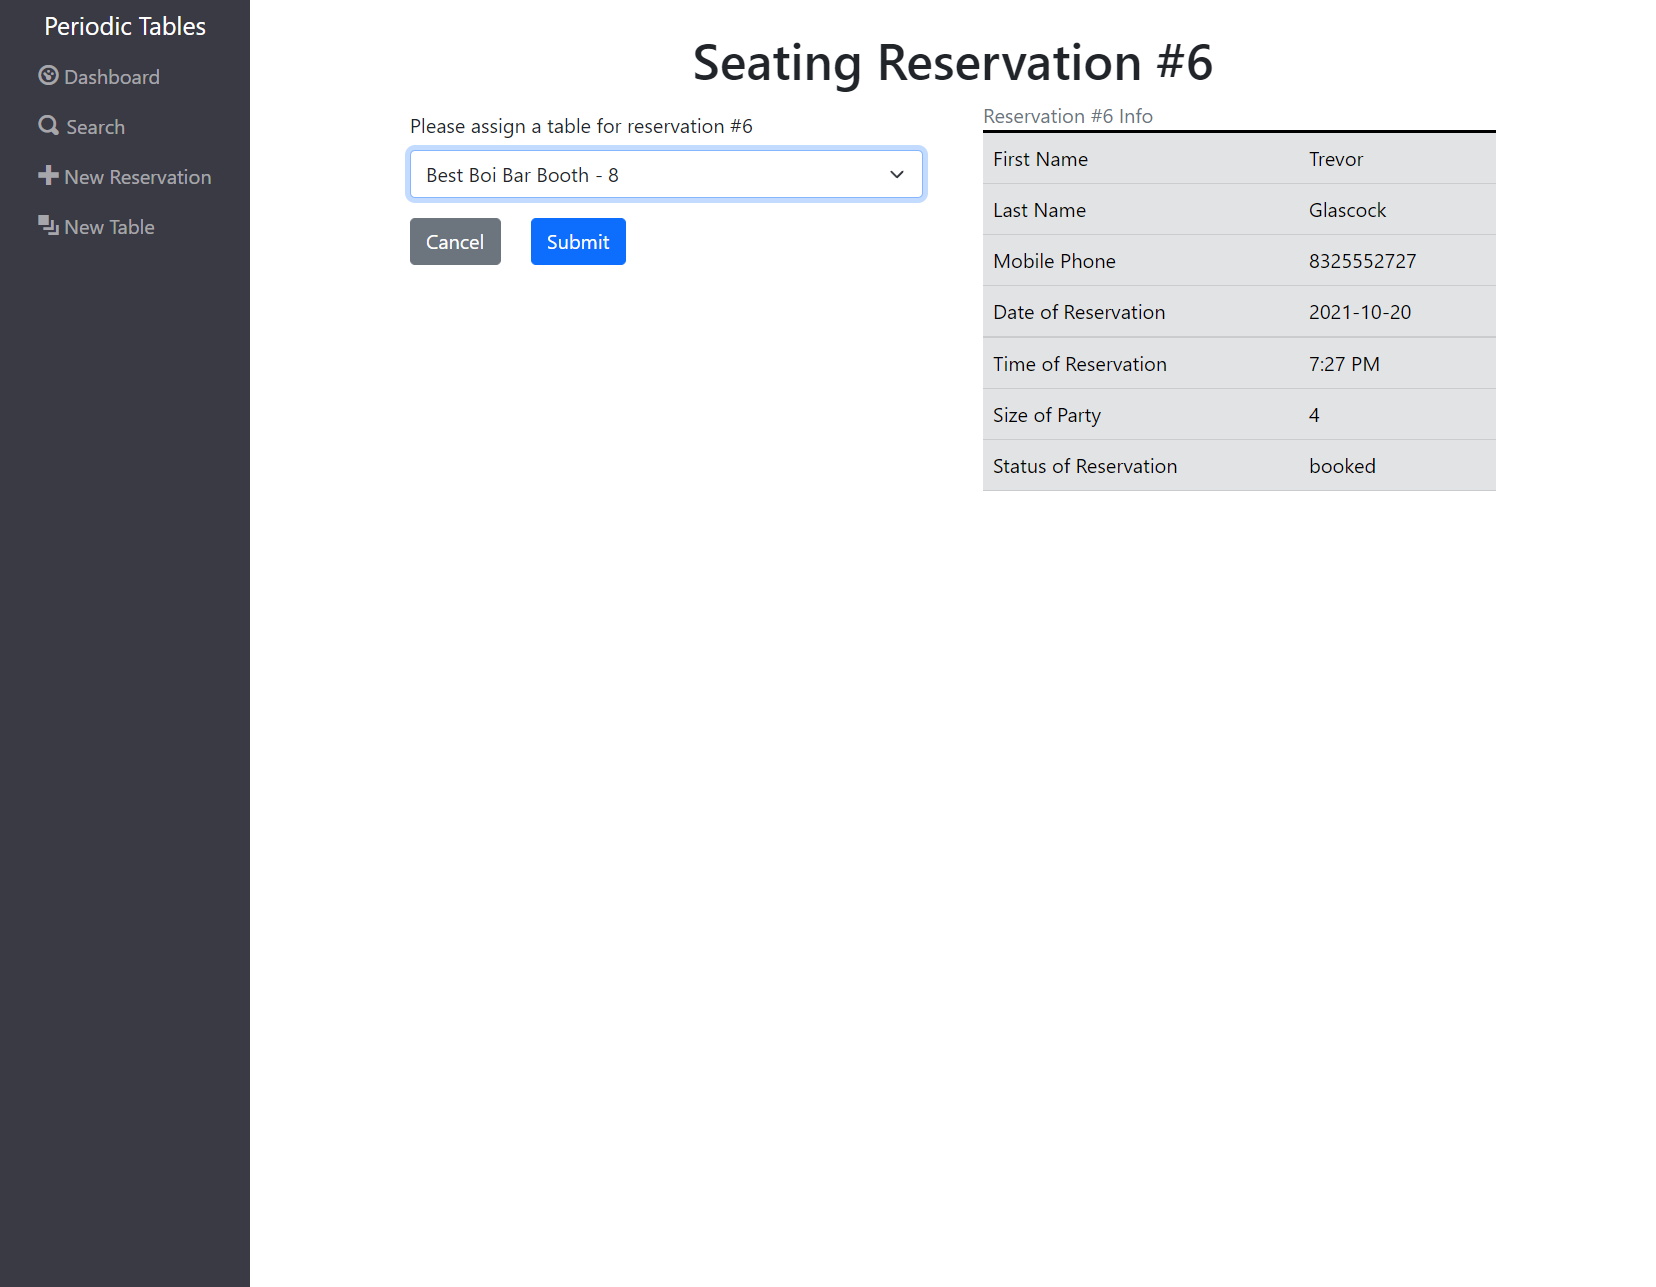 Periodic Tables
Dashboard
Search
New Reservation
New Table
Seating Reservation #6
Please assign a table for reservation #6
Best Boi Bar Booth - 8
Cancel Submit
Reservation #6 Info
First Name Trevor
Last Name Glascock
Mobile Phone 8325552727
Date of Reservation 2021-10-20
Time of Reservation 7:27 PM
Size of Party 4
Status of Reservation booked